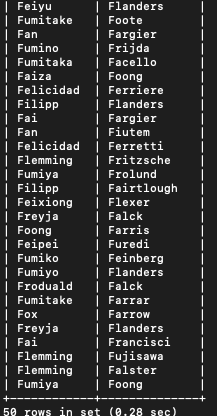 | Feiyu | Flanders |
| Fumitake | Foote |
| Fan | Fargier |
| Fumino | Frijda |
| Fumitaka | Facello |
| Faiza | Foong |
| Felicidad | Ferriere |
| Filipp | Flanders |
| Fai | Fargier |
| Fan | Fiutem |
| Felicidad | Ferretti |
| Flemming | Fritzsche |
| Fumiya | Frolund |
| Filipp | Fairtlough |
| Feixiong | Flexer |
| Freyja | Falck |
| Foong | Farris |
| Feipei | Furedi |
| Fumiko | Feinberg |
| Fumiyo | Flanders |
| Froduald | Falck |
| Fumitake | Farrar |
| Fox | Farrow |
| Freyja | Flanders |
| Fai | Francisci |
| Flemming | Fujisawa |
| Flemming | Falster |
| Fumiya | Foong |
+------------+--------------+
50 rows in set (0.28 sec)